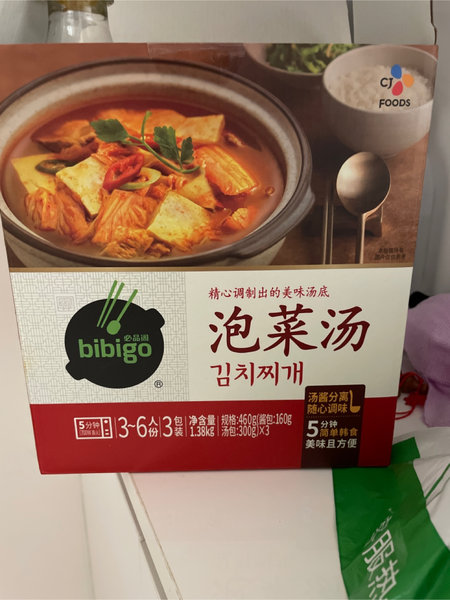 CJ
FOODS
精心调制出的美味汤底
泡菜汤
김치찌개
必品阁
bibigo
®
汤酱分离
随心调味
5分钟
简单韩食
美味且方便
5分钟
3~6人份
3包装
净含量
1.38kg
规格:460g(酱包:160g
汤包:300g)×3